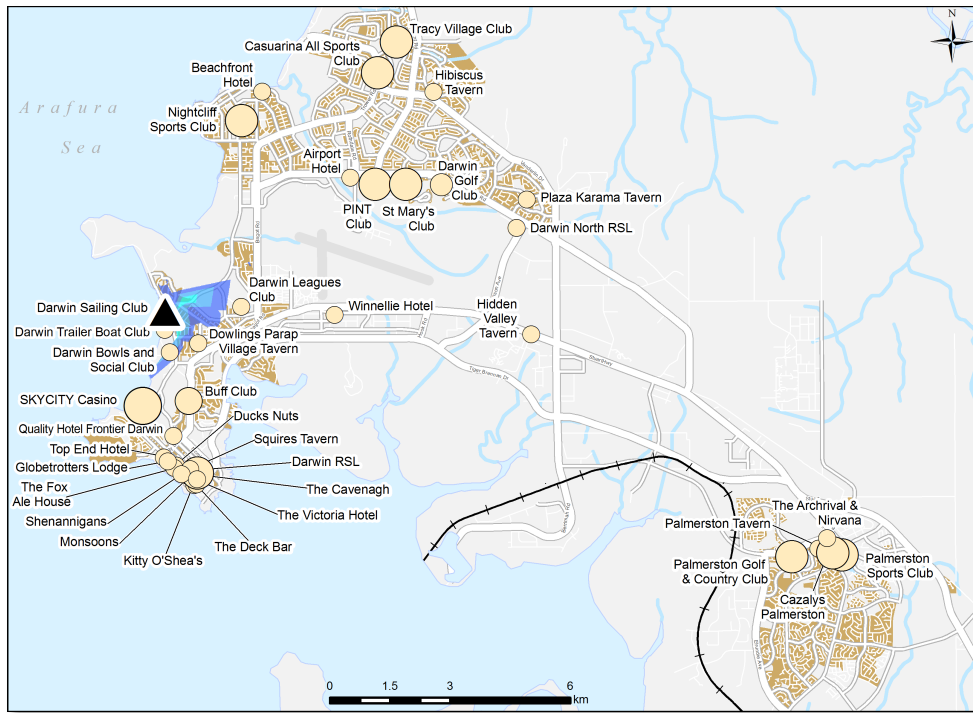 N
Tracy Village Club
Casuarina All Sports
Club
Beachfront
Hotel
Hibiscus
Tavern
Arafura
Sea
Nightcliff
Sports Club
Airport
Hotel
Darwin
Golf
Club
PINT
Club
St Mary's
Club
Plaza Karama Tavern
Darwin North RSL
Bagot Rd
Darwin Leagues
Club
Darwin Sailing Club
Winnellie Hotel
Hidden
Valley
Tavern
Darwin Trailer Boat Club
Dowlings Parap
Village Tavern
Darwin Bowls and
Social Club
Tiger Brennan Dr
SKYCITY Casino
Buff Club
Ducks Nuts
Quality Hotel Frontier Darwin
Squires Tavern
Top End Hotel
Globetrotters Lodge
Darwin RSL
The Fox
Ale House
The Cavenagh
Shenannigans
The Victoria Hotel
Monsoons
The Deck Bar
Kitty O'Shea's
The Archrival &
Nirvana
Palmerston Tavern
Palmerston Golf
& Country Club
Palmerston
Sports Club
Cazalys
Palmerston
0 1.5 3 6
km